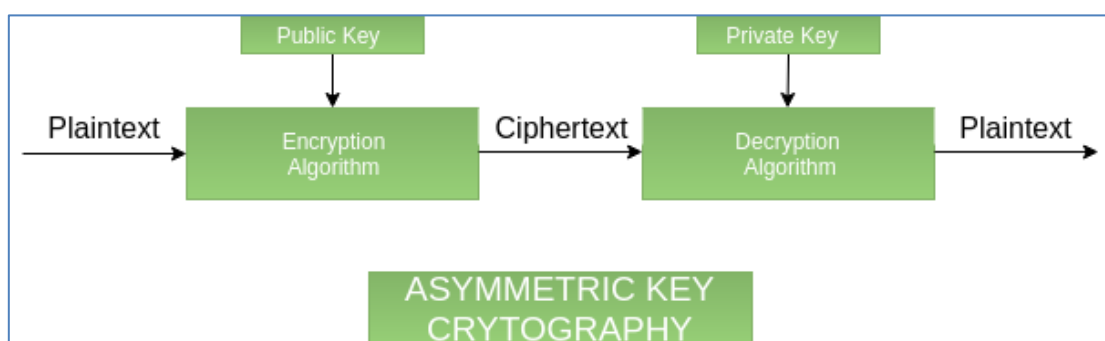 Public Key
Private Key
Plaintext
Encryption
Algorithm
Ciphertext
Decryption
Algorithm
Plaintext
ASYMMETRIC KEY
CRYTOGRAPHY